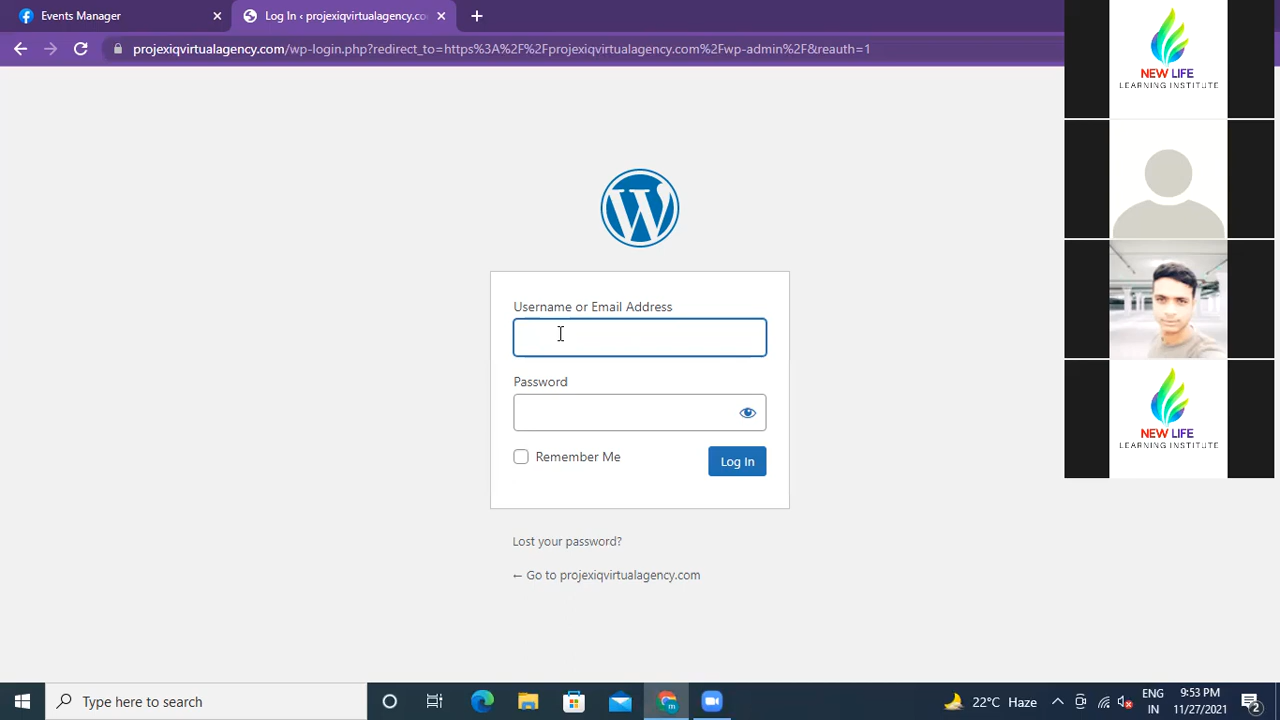 Events Manager
Log In ‹ projexiqvirtualagency.co
projexiqvirtualagency.com/wp-login.php?redirect_to=https%3A%2F%2Fprojexiqvirtualagency.com%2Fwp-admin%2F&reauth=1
NEW LIFE
LEARNING INSTITUTE
Username or Email Address
Password
Remember Me
Log In
Lost your password?
← Go to projexiqvirtualagency.com
NEW LIFE
LEARNING INSTITUTE
Type here to search
22°C Haze
ENG
IN
9:53 PM
11/27/2021
2